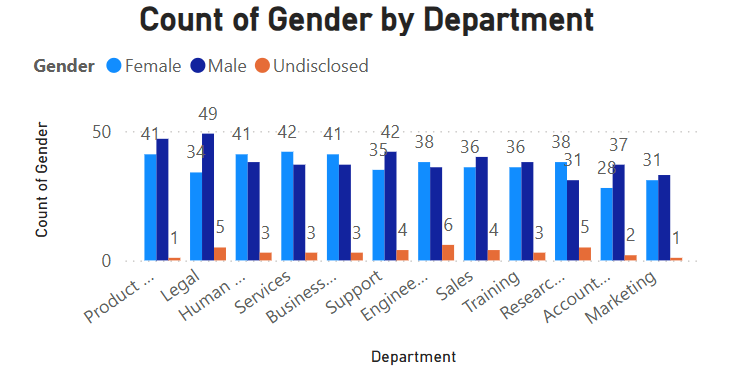 Count of Gender by Department
Gender Female Male Undisclosed
Count of Gender
50
0
41 1
34 49 5
41 3
42 3
41 3
35 42 4
38 6
36 4
36 3
38 31 5
28 37 2
31 1
Product ...
Legal
Human ...
Services
Business...
Support
Enginee...
Sales
Training
Researc...
Account...
Marketing
Department